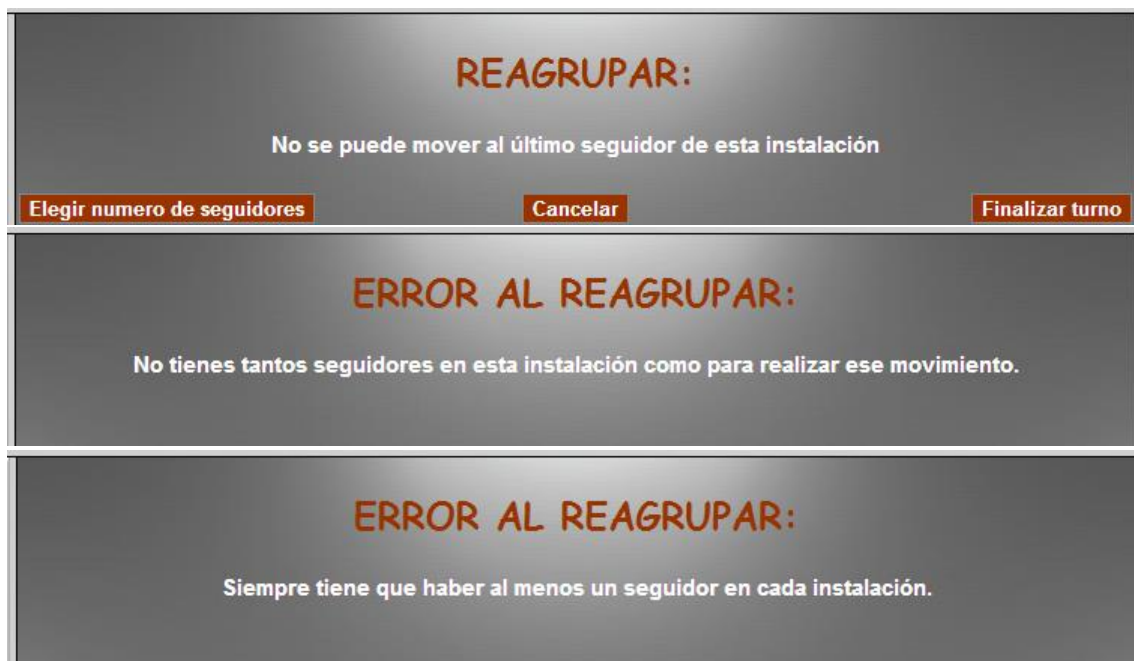 REAGRUPAR:
No se puede mover al último seguidor de esta instalación
Elegir numero de seguidores Cancelar Finalizar turno
ERROR AL REAGRUPAR:
No tienes tantos seguidores en esta instalación como para realizar ese movimiento.
ERROR AL REAGRUPAR:
Siempre tiene que haber al menos un seguidor en cada instalación.